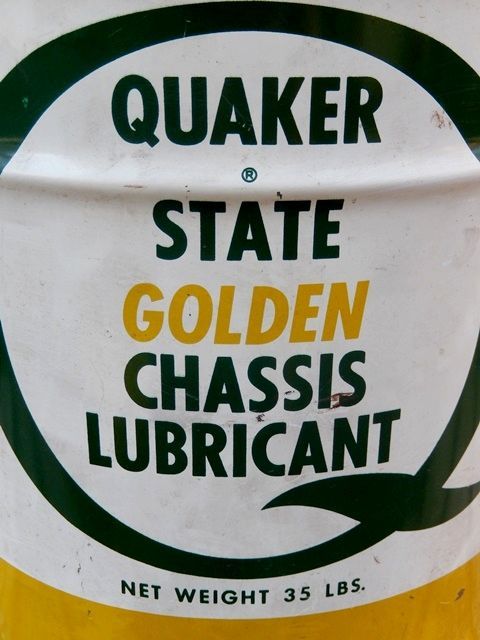 QUAKER
®
STATE
GOLDEN
CHASSIS
LUBRICANT
NET WEIGHT 35 LBS.